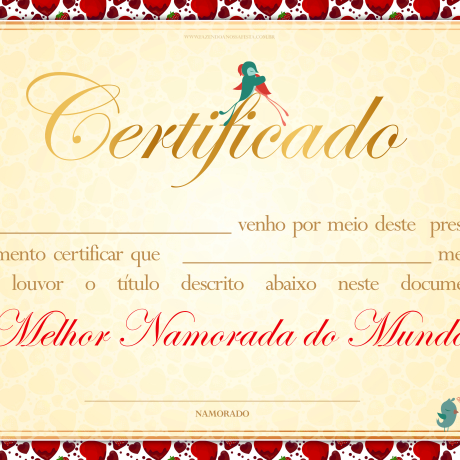 Certificado
venho por meio deste pres
mento certificar que me
louvor o título descrito abaixo neste docume
Melhor Namorada do Mundo
NAMORADO